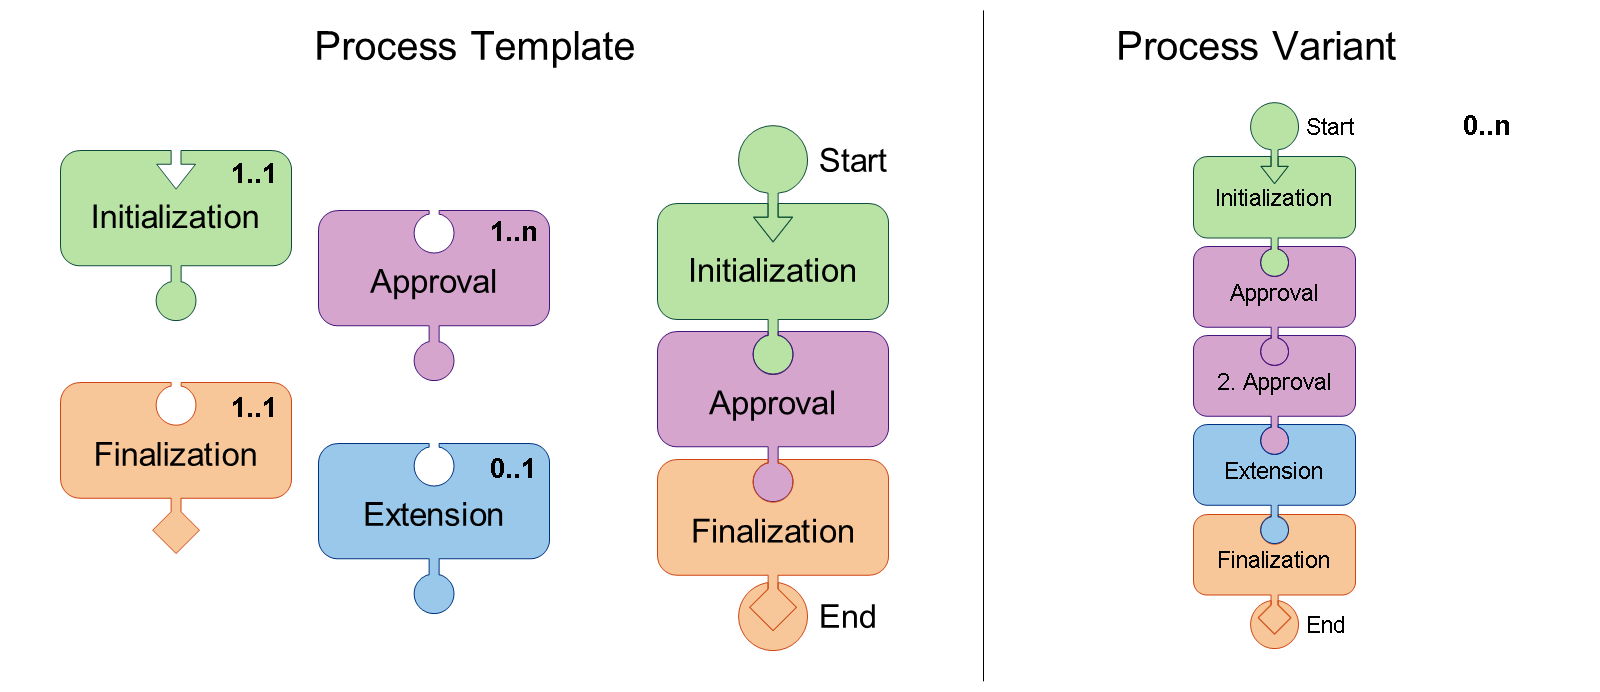 Process Template
1..1
Initialization
1..n
Approval
1..1
Finalization
0..1
Extension
Start
Initialization
Approval
Finalization
End
Process Variant
Start
0..n
Initialization
Approval
2. Approval
Extension
Finalization
End